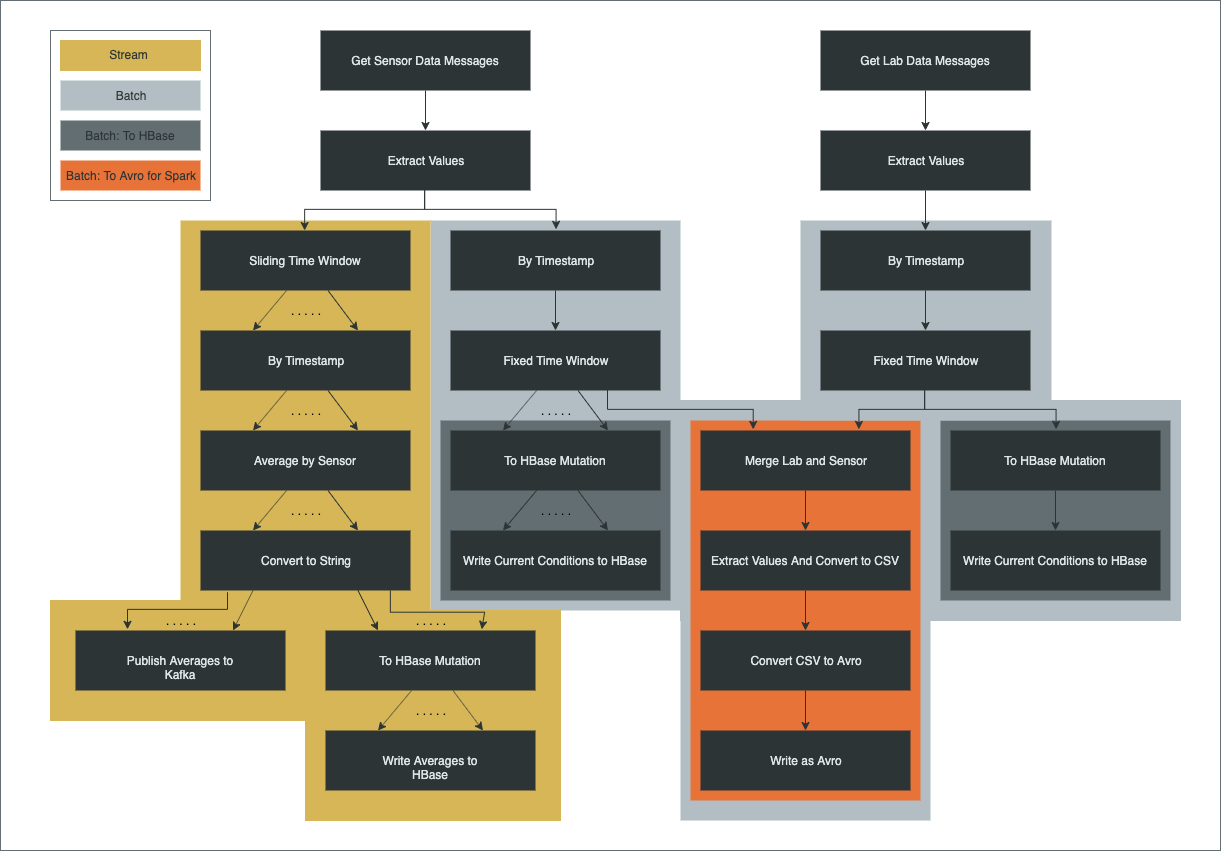 Stream
Batch
Batch: To HBase
Batch: To Avro for Spark
Get Sensor Data Messages
Get Lab Data Messages
Extract Values
Extract Values
Sliding Time Window
By Timestamp
By Timestamp
. . . . .
By Timestamp
Fixed Time Window
Fixed Time Window
. . . . .
. . . . .
Average by Sensor
To HBase Mutation
Merge Lab and Sensor
To HBase Mutation
. . . . .
. . . . .
Convert to String
Write Current Conditions to HBase
Extract Values And Convert to CSV
Write Current Conditions to HBase
. . . . .
. . . . .
Publish Averages to
Kafka
To HBase Mutation
Convert CSV to Avro
. . . . .
Write Averages to
HBase
Write as Avro